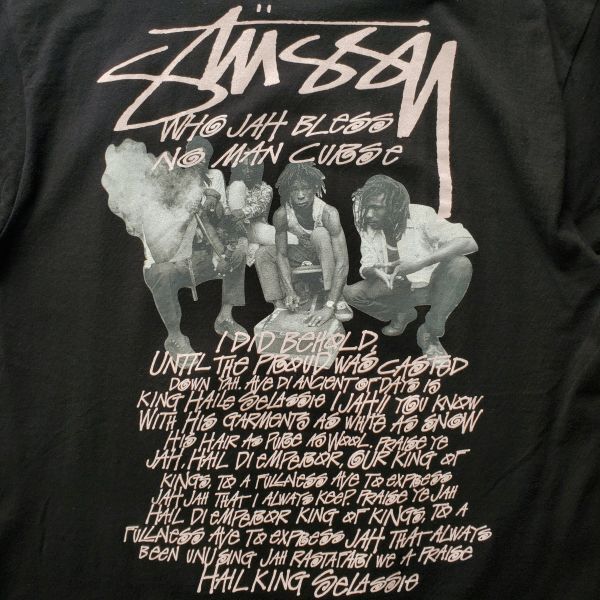 STÜSSY
WHO JAH BLESS
NO MAN CURSE
I DID BEHOLD,
UNTIL THE PROUD WAS CASTED
DOWN YAH. AVE DI ANCIENT OF DAYS IS
KING HAILE SELASSIE I JAH!! YOU KNOW
WITH HIS GARMENTS AS WHITE AS SNOW
HIS HAIR AS PURE AS WOOL. PRAISE YE
JAH. HAIL DI EMPEROR, OUR KING OF
KINGS, TO A FULLNESS AVE TO EXPRESS
JAH JAH THAT I ALWAYS KEEP. PRAISE YE JAH
HAIL DI EMPEROR KING OF KINGS, TO A
FULLNESS AVE TO EXPRESS JAH THAT ALWAYS
BEEN UNU SING JAH RASTAFARI WE A PRAISE
HAIL KING SELASSIE